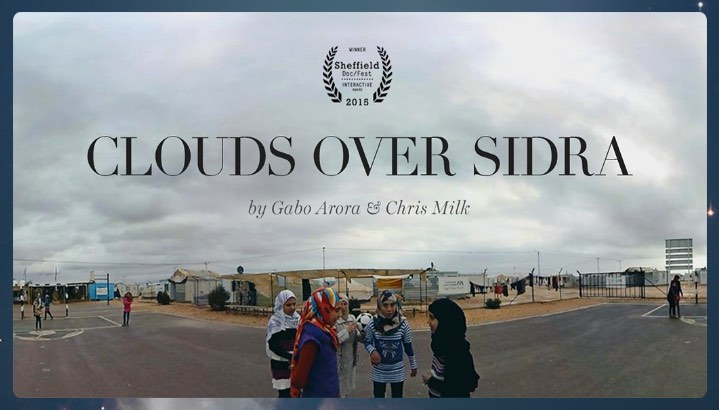 WINNER
Sheffield
Doc/Fest
INTERACTIVE
AWARD
2015
CLOUDS OVER SIDRA
by Gabo Arora & Chris Milk